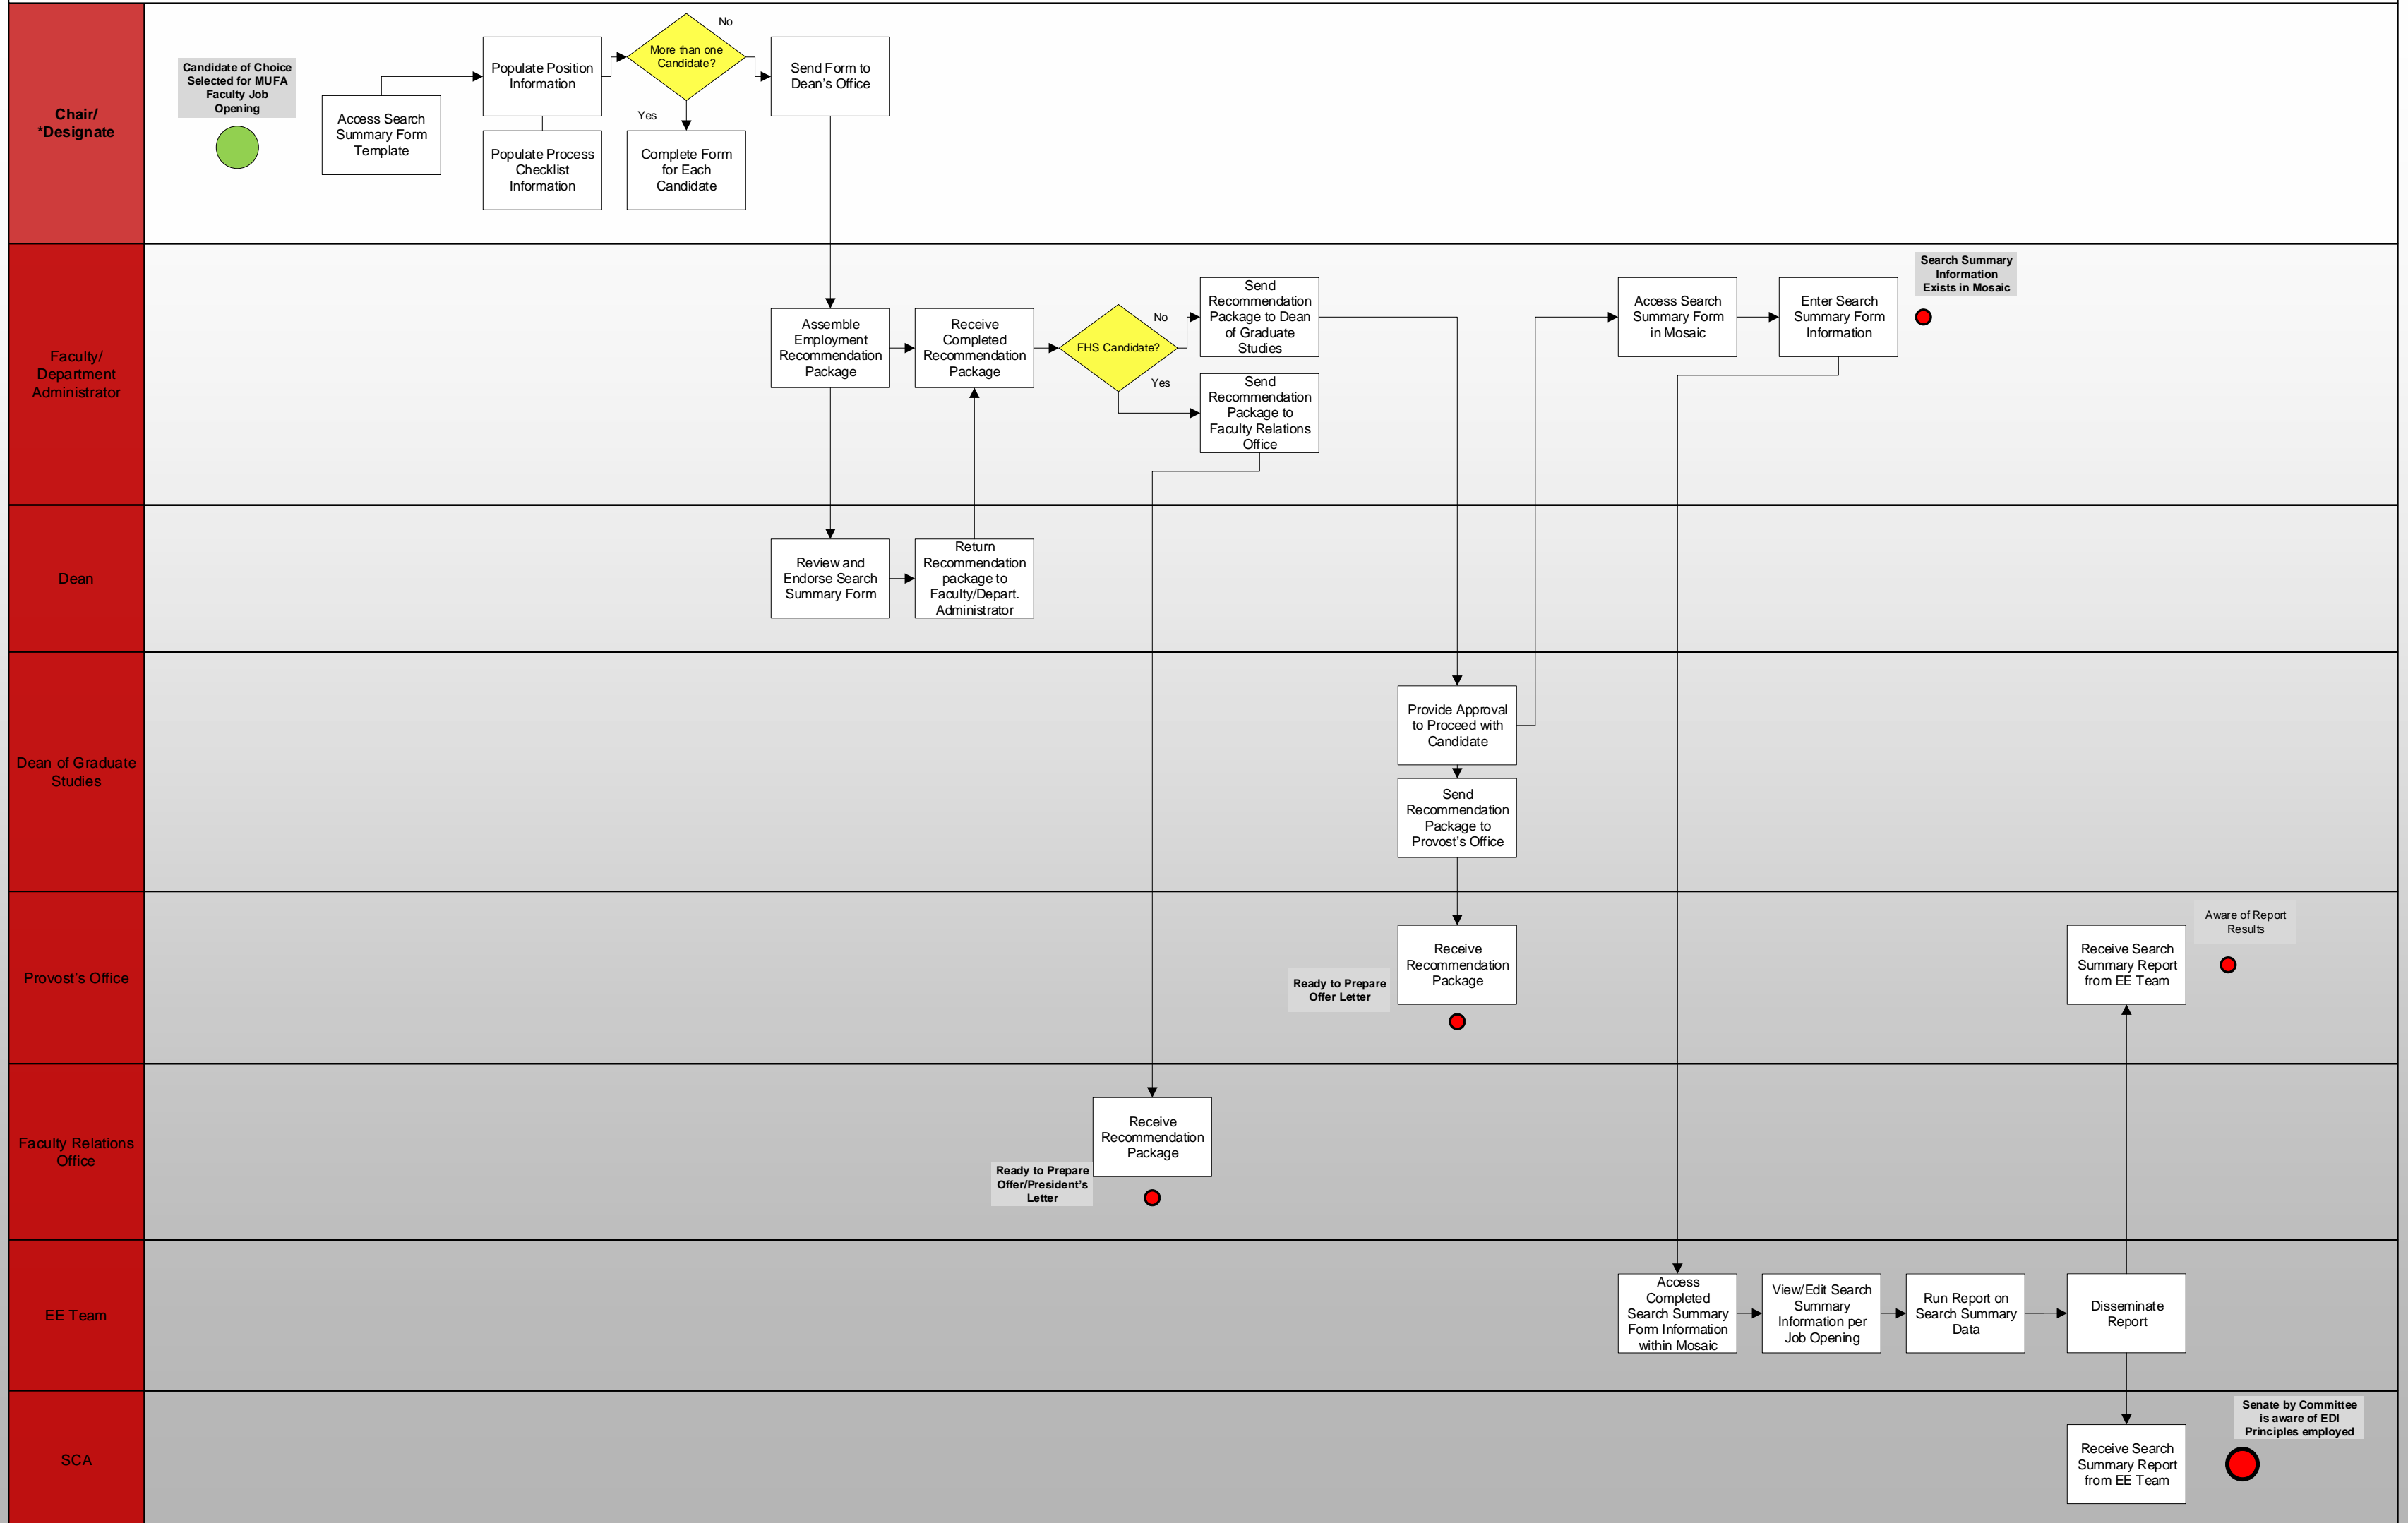 Chair/
*Designate
Candidate of Choice
Selected for MUFA
Faculty Job
Opening
Access Search
Summary Form
Template
Populate Position
Information
Populate Process
Checklist
Information
More than one
Candidate?
No
Yes
Complete Form
for Each
Candidate
Send Form to
Dean's Office
Faculty/
Department
Administrator
Assemble
Employment
Recommendation
Package
Receive
Completed
Recommendation
Package
FHS Candidate?
No
Yes
Send
Recommendation
Package to Dean
of Graduate
Studies
Send
Recommendation
Package to
Faculty Relations
Office
Access Search
Summary Form
in Mosaic
Enter Search
Summary Form
Information
Search Summary
Information
Exists in Mosaic
Dean
Review and
Endorse Search
Summary Form
Return
Recommendation
package to
Faculty/Depart.
Administrator
Dean of Graduate
Studies
Provide Approval
to Proceed with
Candidate
Send
Recommendation
Package to
Provost's Office
Provost's Office
Ready to Prepare
Offer Letter
Receive
Recommendation
Package
Receive Search
Summary Report
from EE Team
Aware of Report
Results
Faculty Relations
Office
Ready to Prepare
Offer/President's
Letter
Receive
Recommendation
Package
EE Team
Access
Completed
Search Summary
Form Information
within Mosaic
View/Edit Search
Summary
Information per
Job Opening
Run Report on
Search Summary
Data
Disseminate
Report
SCA
Receive Search
Summary Report
from EE Team
Senate by Committee
is aware of EDI
Principles employed